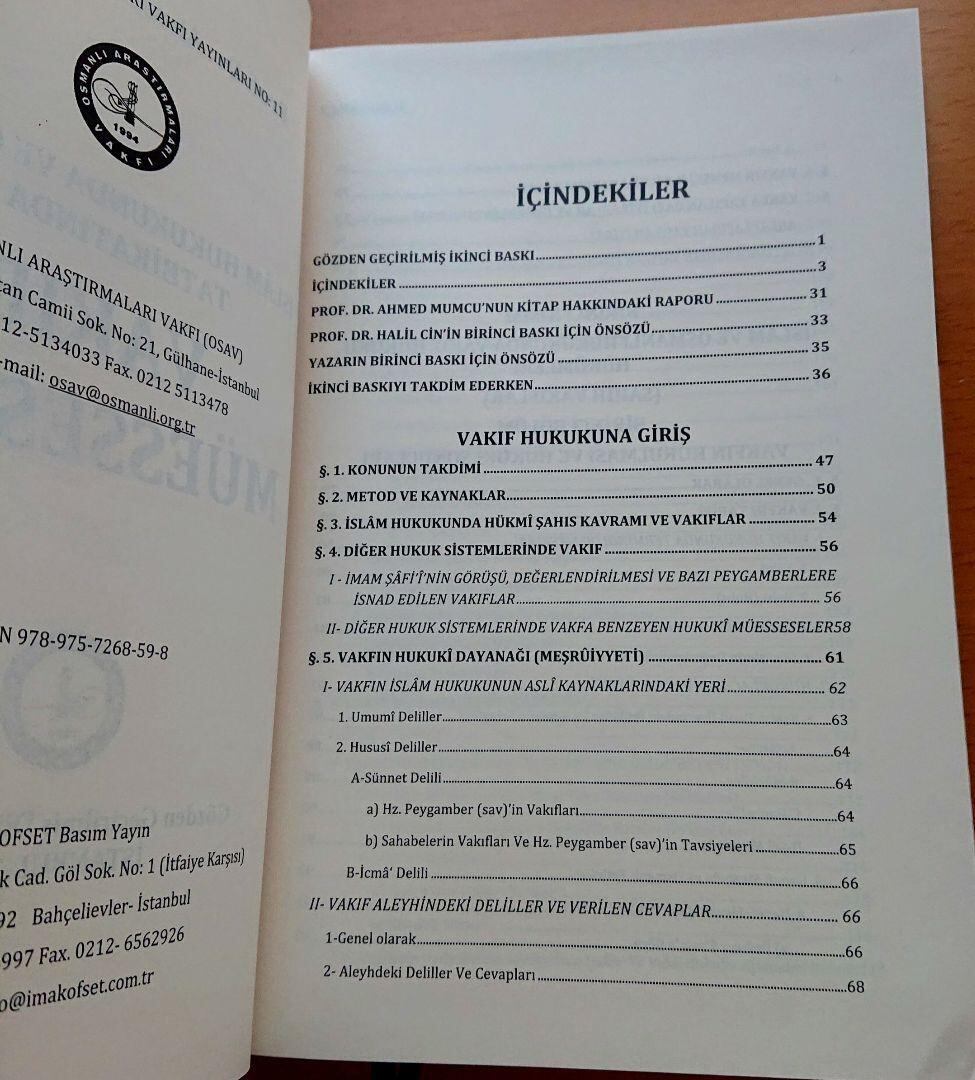 Kİ VAKFI YAYINLARI NO: 11
OSMANLI ARAŞTIRMALARI
VAKFI
1994
NLI ARAŞTIRMALARI VAKFI (OSAV)
tan Camii Sok. No: 21, Gülhane-İstanbul
12-5134033 Fax. 0212 5113478
-mail: osav@osmanli.org.tr
N 978-975-7268-59-8
OFSET Basım Yayın
k Cad. Göl Sok. No: 1 (İtfaiye Karşısı)
92 Bahçelievler- İstanbul
997 Fax. 0212- 6562926
o@imakofset.com.tr
İÇİNDEKİLER
GÖZDEN GEÇİRİLMİŞ İKİNCİ BASKI 1
İÇİNDEKİLER 3
PROF. DR. AHMED MUMCU'NUN KİTAP HAKKINDAKİ RAPORU 31
PROF. DR. HALİL CİN'İN BİRİNCİ BASKI İÇİN ÖNSÖZÜ 33
YAZARIN BİRİNCİ BASKI İÇİN ÖNSÖZÜ 35
İKİNCİ BASKIYI TAKDİM EDERKEN 36
VAKIF HUKUKUNA GİRİŞ
§. 1. KONUNUN TAKDİMİ 47
§. 2. METOD VE KAYNAKLAR 50
§. 3. İSLÂM HUKUKUNDA HÜKMÎ ŞAHIS KAVRAMI VE VAKIFLAR 54
§. 4. DİĞER HUKUK SİSTEMLERİNDE VAKIF 56
I - İMAM ŞÂFİ'Î'NİN GÖRÜŞÜ, DEĞERLENDİRİLMESİ VE BAZI PEYGAMBERLERE
İSNAD EDİLEN VAKIFLAR 56
II- DİĞER HUKUK SİSTEMLERİNDE VAKFA BENZEYEN HUKUKÎ MÜESSESELER58
§. 5. VAKFIN HUKUKÎ DAYANAĞI (MEŞRÛİYYETİ) 61
I- VAKFIN İSLÂM HUKUKUNUN ASLÎ KAYNAKLARINDAKİ YERİ 62
1. Umumî Deliller 63
2. Hususî Deliller 64
A-Sünnet Delili 64
a) Hz. Peygamber (sav)'in Vakıfları 64
b) Sahabelerin Vakıfları Ve Hz. Peygamber (sav)'in Tavsiyeleri 65
B-İcmâ' Delili 66
II- VAKIF ALEYHİNDEKİ DELİLLER VE VERİLEN CEVAPLAR 66
1-Genel olarak 66
2- Aleyhdeki Deliller Ve Cevapları 68